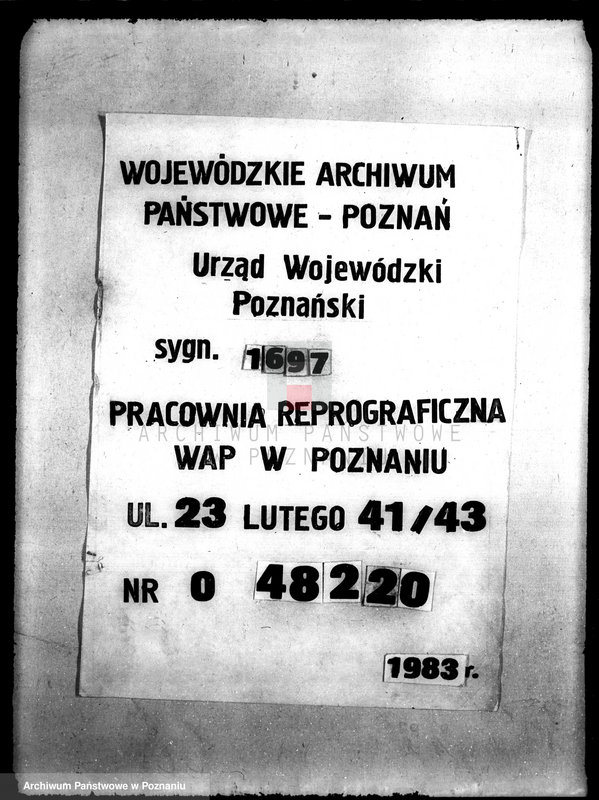 WOJEWÓDZKIE ARCHIWUM
PAŃSTWOWE - POZNAŃ
Urząd Wojewódzki
Poznański
sygn. 1697
PRACOWNIA REPROGRAFICZNA
ARCHIWUM PAŃSTWOWE
WAP W POZNANIU
UL. 23 LUTEGO 41/43
NR O 48220
1983 r.
Archiwum Państwowe w Poznaniu